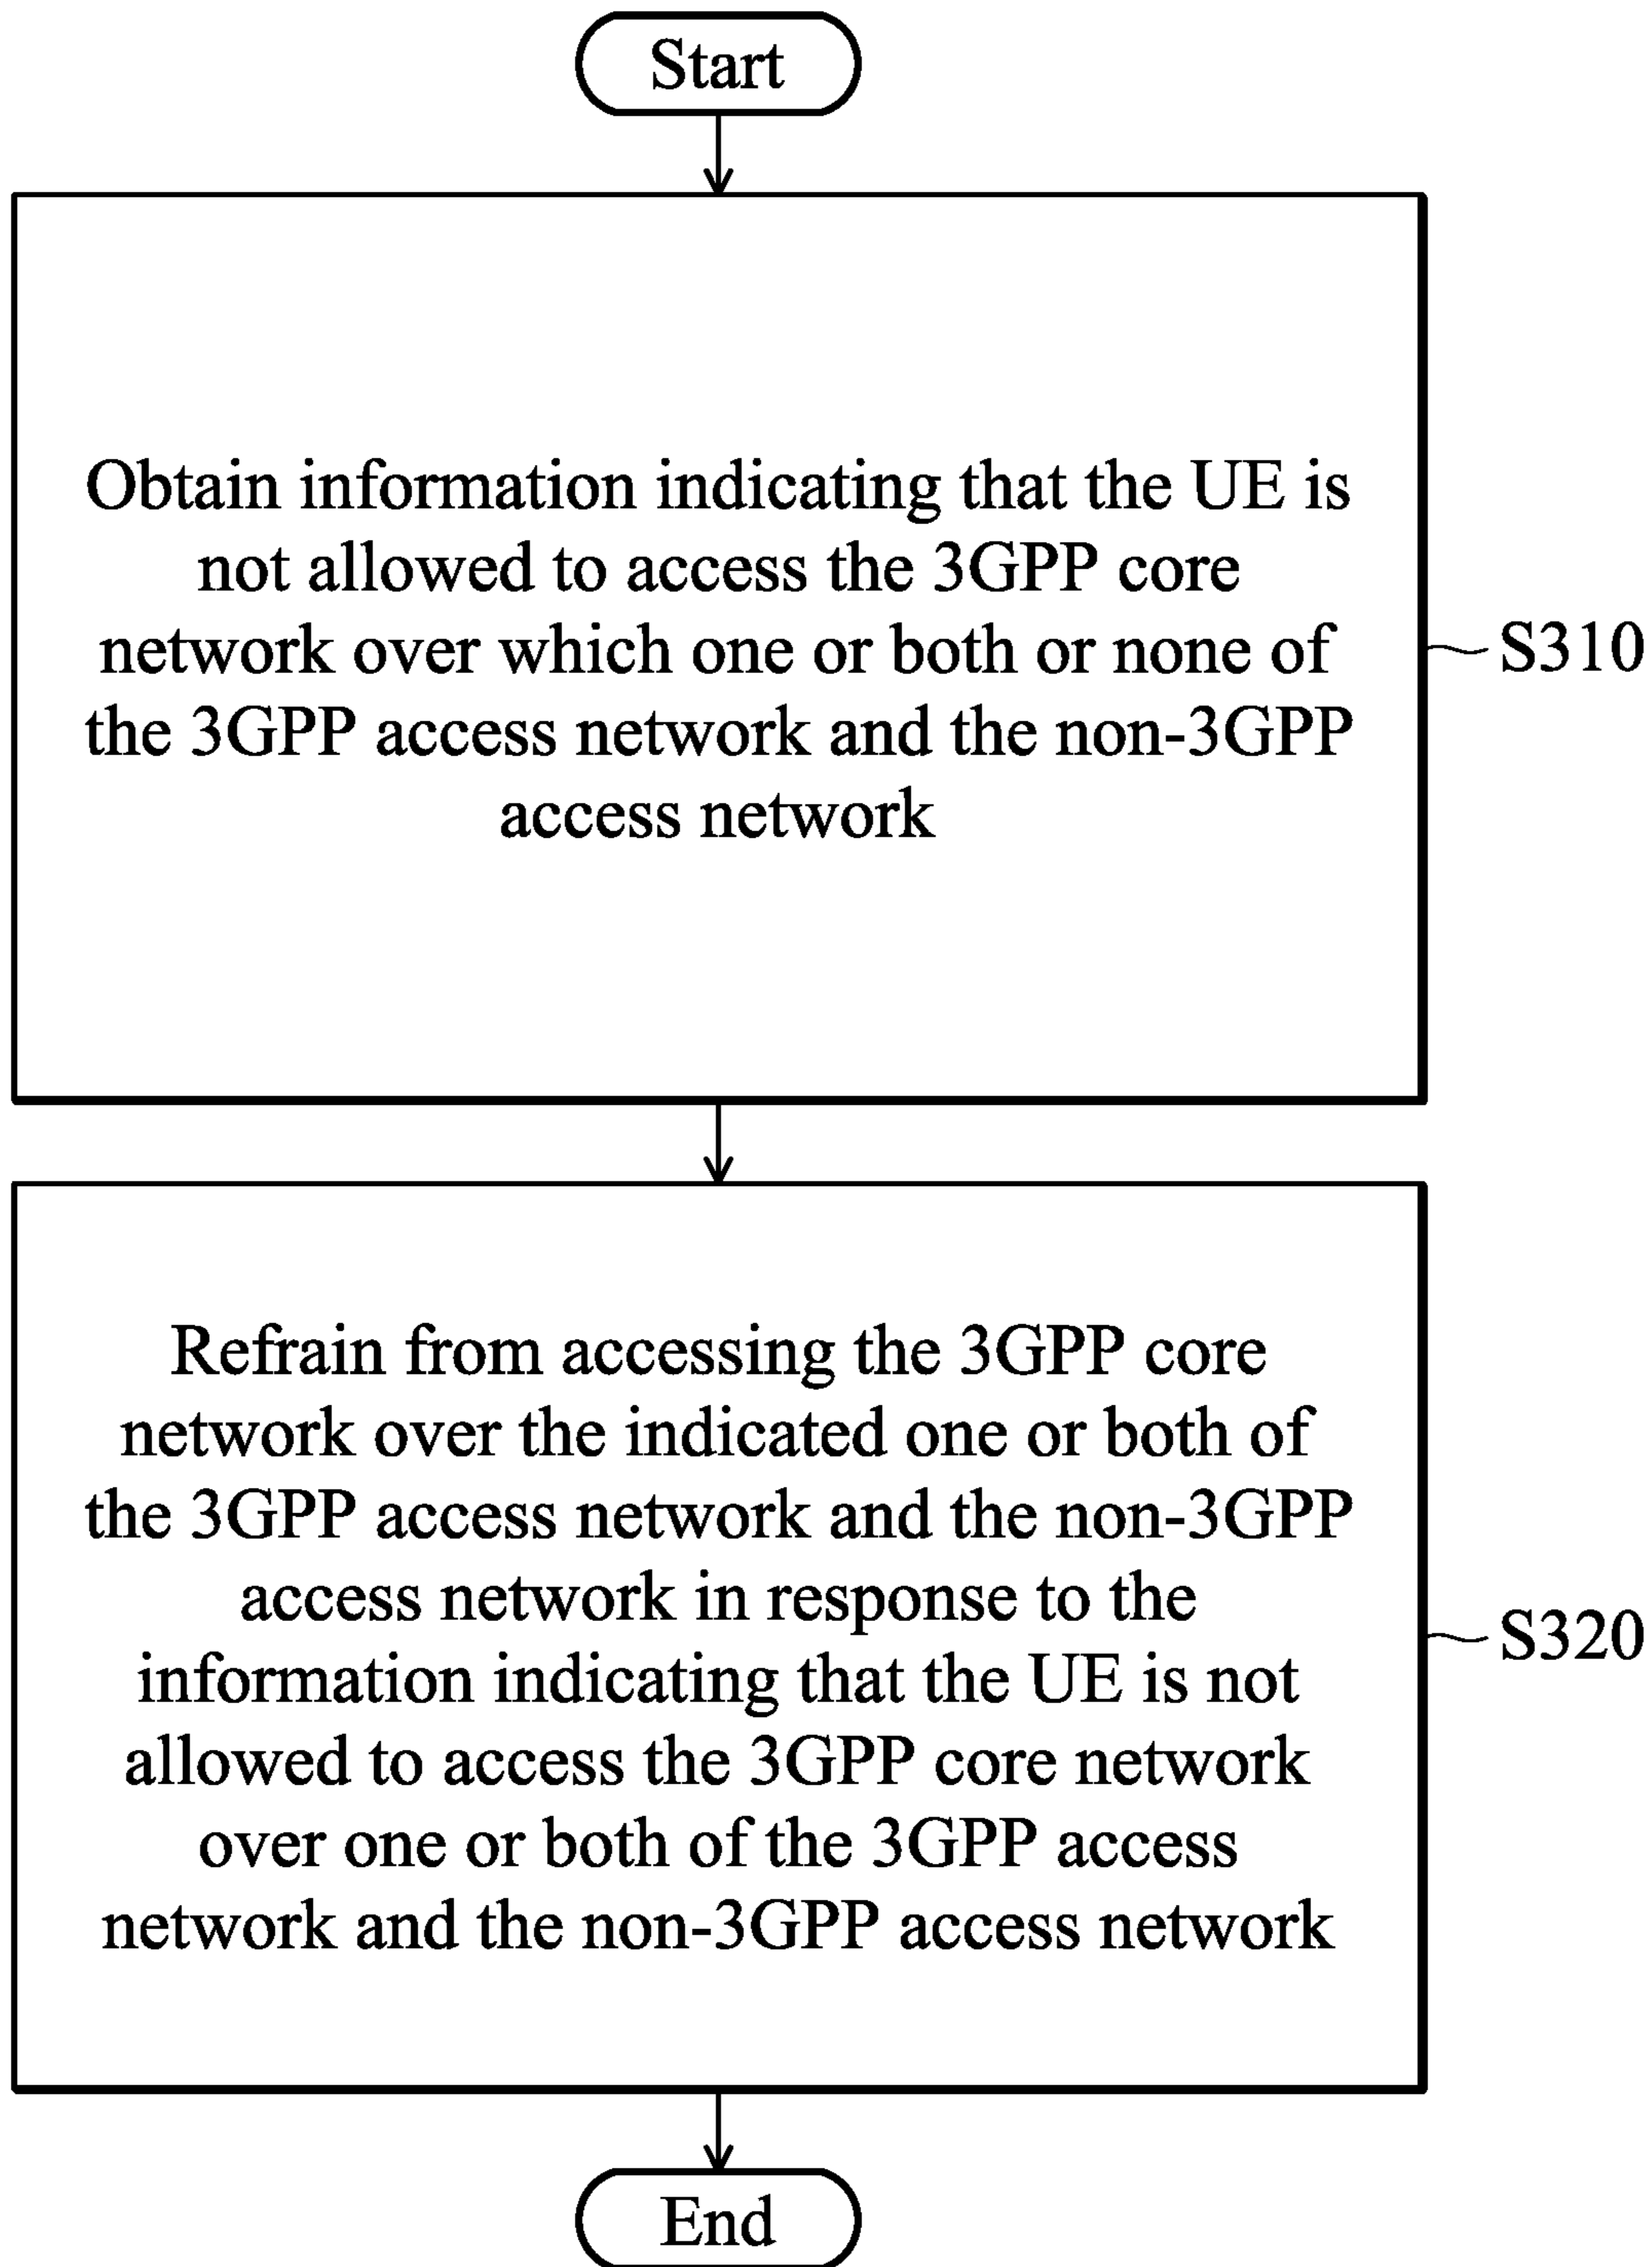 Start
Obtain information indicating that the UE is
not allowed to access the 3GPP core
network over which one or both or none of
the 3GPP access network and the non-3GPP
access network
S310
Refrain from accessing the 3GPP core
network over the indicated one or both of
the 3GPP access network and the non-3GPP
access network in response to the
information indicating that the UE is not
allowed to access the 3GPP core network
over one or both of the 3GPP access
network and the non-3GPP access network
S320
End